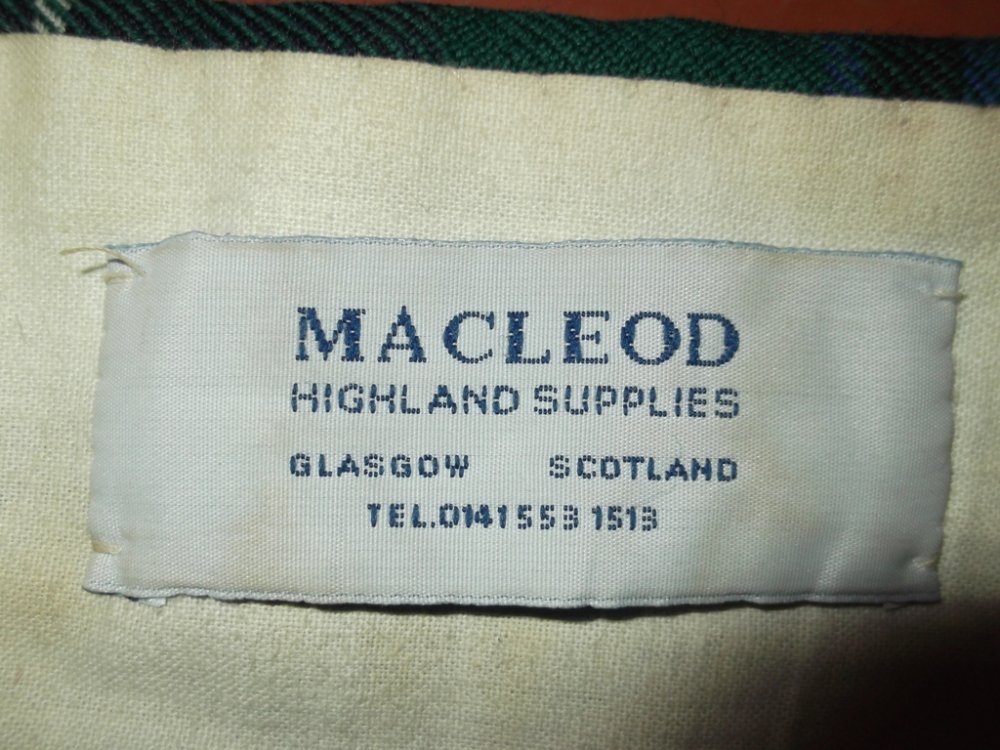 MACLEOD
HIGHLAND SUPPLIES
GLASGOW SCOTLAND
TEL.0141 553 1513